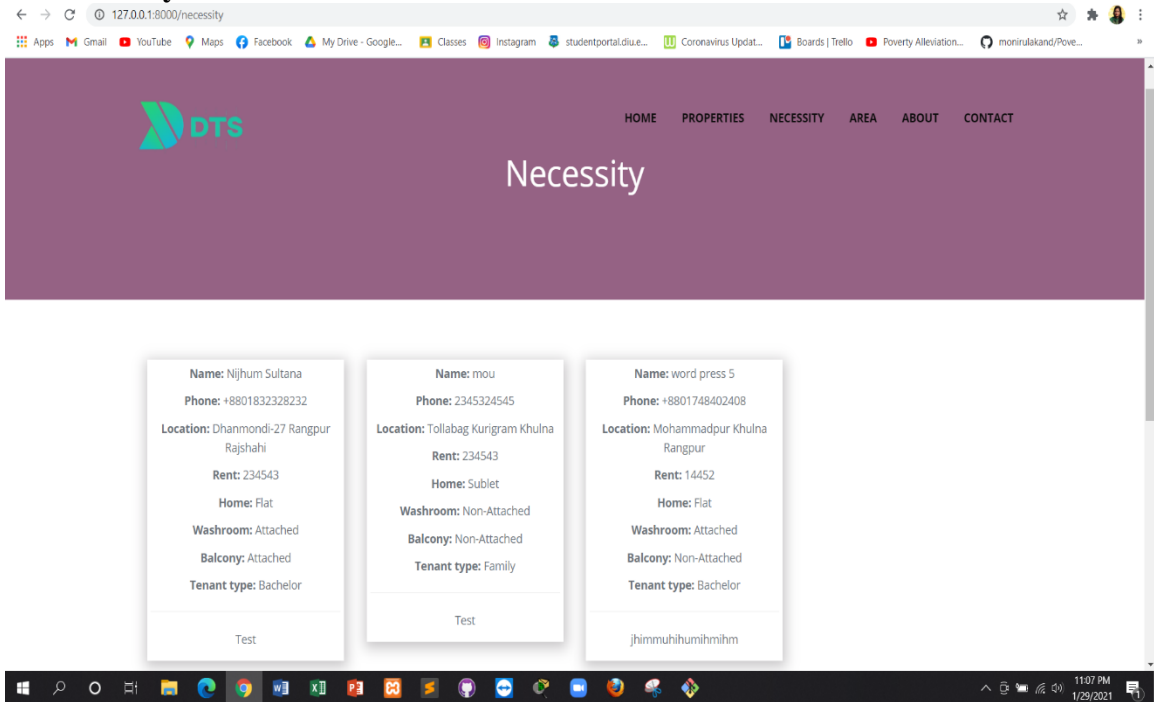 127.0.0.1:8000/necessity
Apps Gmail YouTube Maps Facebook My Drive - Google... Classes Instagram studentportal.diu.e... Coronavirus Updat... Boards | Trello Poverty Alleviation... monirulakand/Pove... »
DTS
HOME PROPERTIES NECESSITY AREA ABOUT CONTACT
Necessity
Name: Nijhum Sultana
Phone: +8801832328232
Location: Dhanmondi-27 Rangpur
Rajshahi
Rent: 234543
Home: Flat
Washroom: Attached
Balcony: Attached
Tenant type: Bachelor
Test
Name: mou
Phone: 2345324545
Location: Tollabag Kurigram Khulna
Rent: 234543
Home: Sublet
Washroom: Non-Attached
Balcony: Non-Attached
Tenant type: Family
Test
Name: word press 5
Phone: +8801748402408
Location: Mohammadpur Khulna
Rangpur
Rent: 14452
Home: Flat
Washroom: Attached
Balcony: Non-Attached
Tenant type: Bachelor
jhimmuhihumihmihm
11:07 PM
1/29/2021